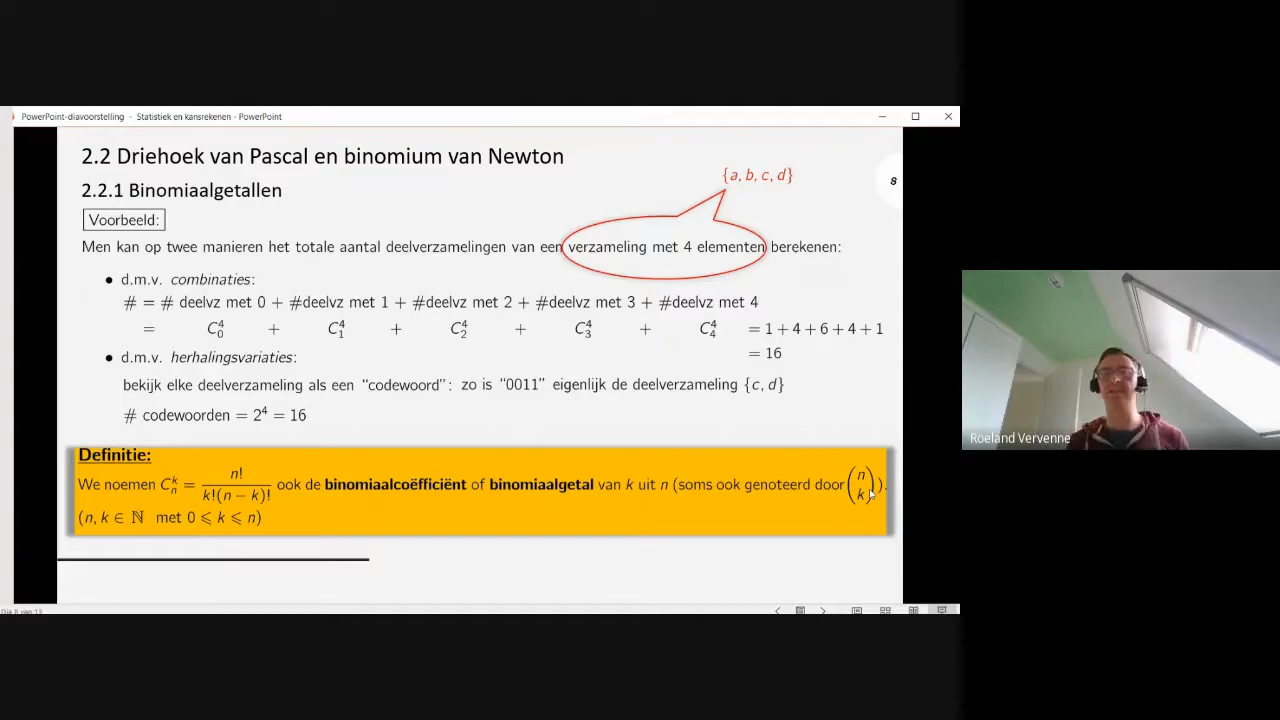 PowerPoint-diavoorstelling - Statistiek en kansrekenen - PowerPoint
2.2 Driehoek van Pascal en binomium van Newton
{a, b, c, d}
8
2.2.1 Binomiaalgetallen
Voorbeeld:
Men kan op twee manieren het totale aantal deelverzamelingen van een verzameling met 4 elementen berekenen:
• d.m.v. combinaties:
# = # deelvz met 0 + #deelvz met 1 + #deelvz met 2 + #deelvz met 3 + #deelvz met 4
= C₀⁴ + C₁⁴ + C₂⁴ + C₃⁴ + C₄⁴ = 1 + 4 + 6 + 4 + 1
= 16
• d.m.v. herhalingsvariaties:
bekijk elke deelverzameling als een “codewoord”: zo is “0011” eigenlijk de deelverzameling {c, d}
# codewoorden = 2⁴ = 16
Definitie:
We noemen Cₙᵏ = n! / k!(n − k)! ook de binomiaalcoëfficiënt of binomiaalgetal van k uit n (soms ook genoteerd door (n k)).
(n, k ∈ ℕ met 0 ⩽ k ⩽ n)
Dia 8 van 13
Roeland Vervenne